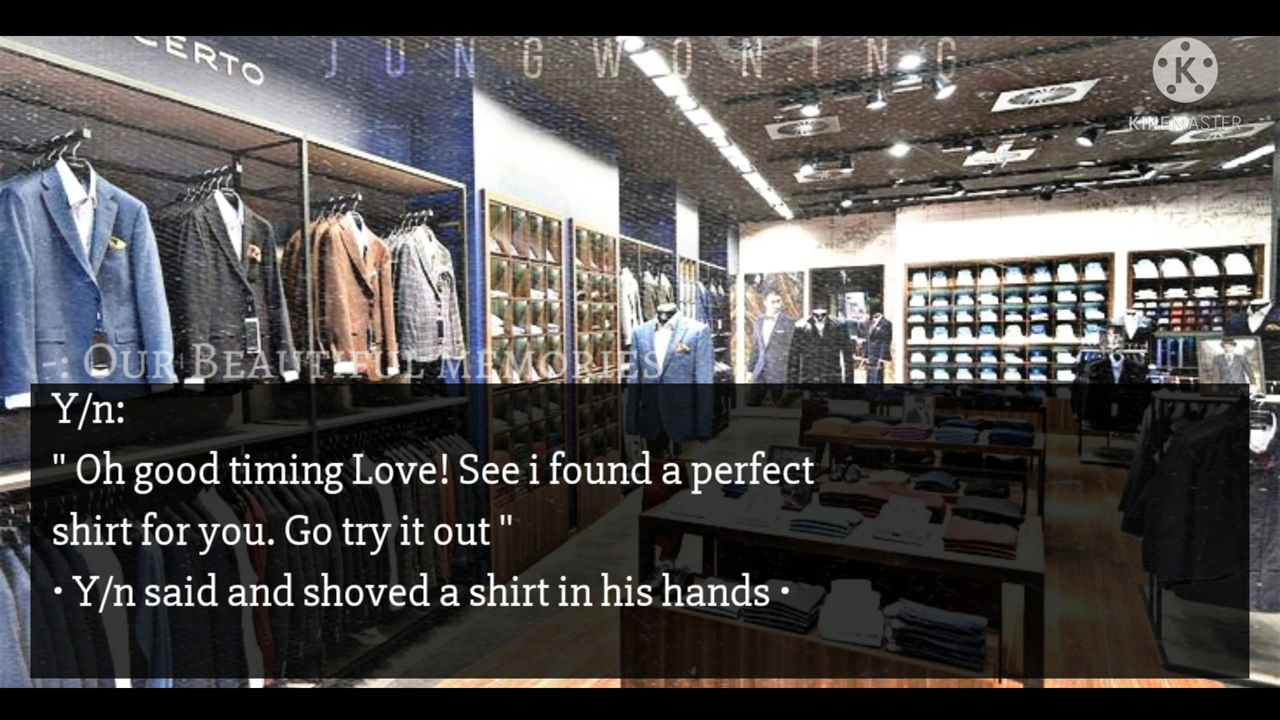 CERTO
JUNGWONING
KINEMASTER
-: OUR BEAUTIFUL MEMORIES
Y/n:
" Oh good timing Love! See i found a perfect
shirt for you. Go try it out "
• Y/n said and shoved a shirt in his hands •